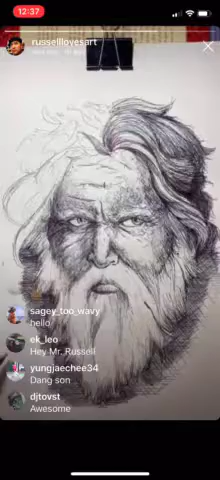 12:37
russelllovesart
sagey_too_wavy
hello
ek_leo
Hey Mr. Russell
yungjaechee34
Dang son
djtovst
Awesome